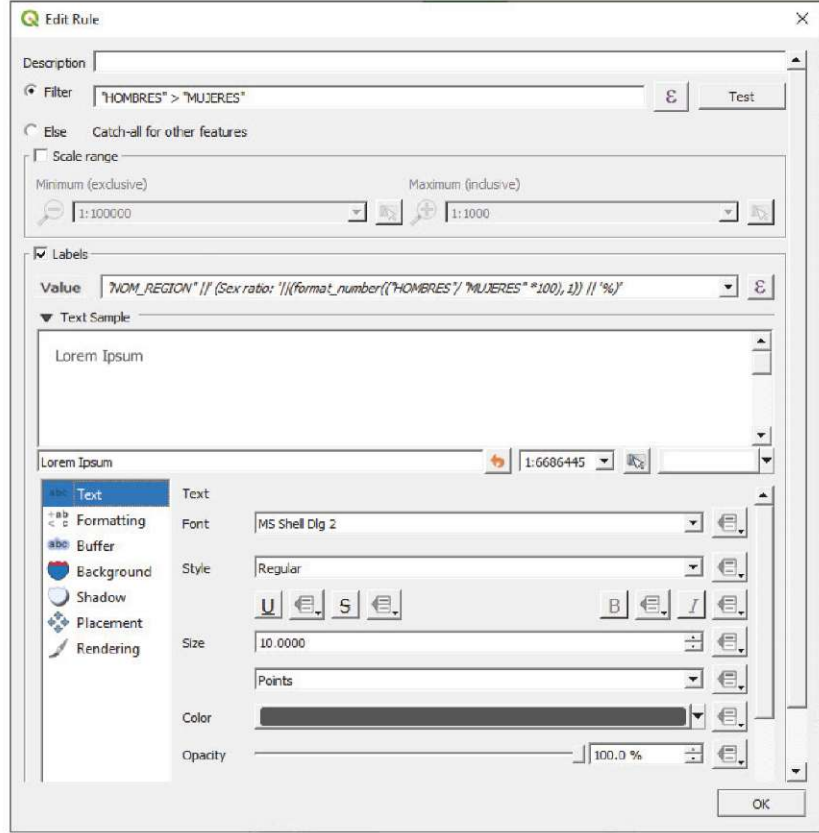 Edit Rule
Description
Filter "HOMBRES" > "MUJERES" ε Test
Else Catch-all for other features
Scale range
Minimum (exclusive) Maximum (inclusive)
1:100000 1:1000
Labels
Value "NOM_REGION" ||' (Sex ratio: '||(format_number(("HOMBRES"/ "MUJERES" *100), 1)) || '%)' ε
Text Sample
Lorem Ipsum
Lorem Ipsum 1:6686445
abc Text
Formatting
abc Buffer
Background
Shadow
Placement
Rendering
Text
Font MS Shell Dlg 2
Style Regular
U S B I
Size 10.0000
Points
Color
Opacity 100.0 %
OK